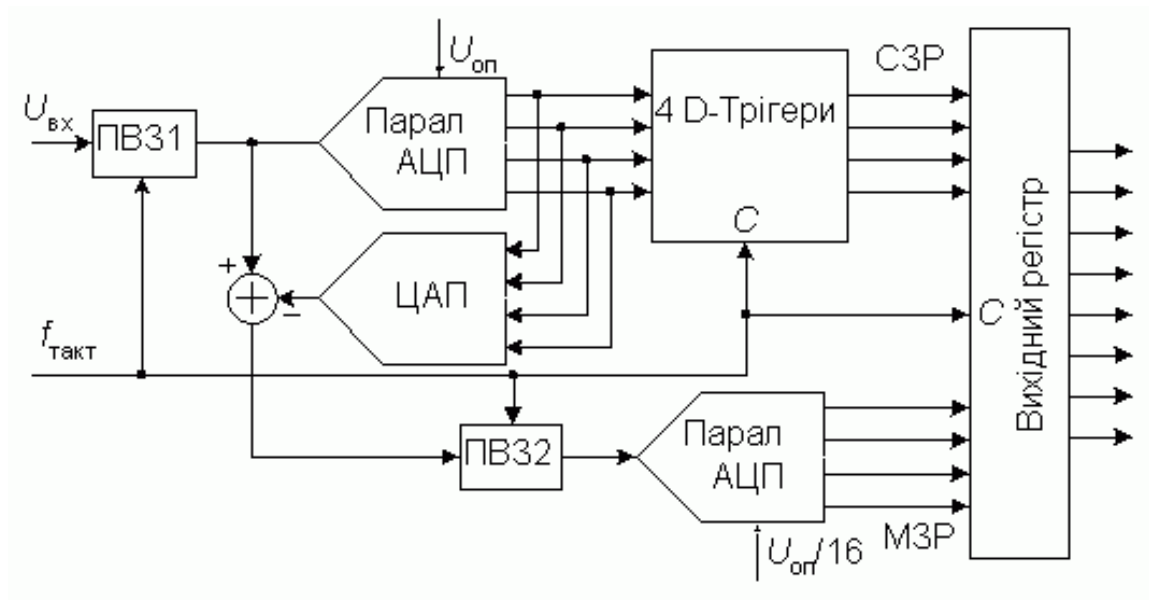 Uоп
СЗР
Uвх
ПВЗ1
Парал
АЦП
4 D-Трігери
C
ЦАП
+
−
fтакт
C
Вихідний регістр
ПВЗ2
Парал
АЦП
МЗР
Uоп/16